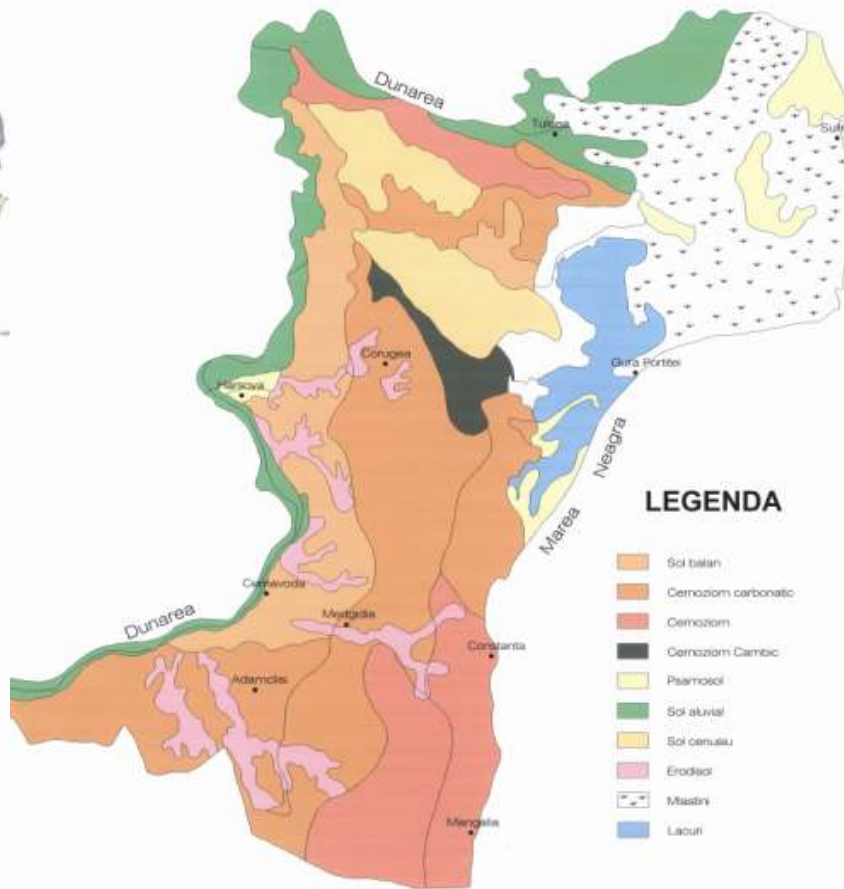 Dunarea
Tulcea
Corugea
Harsova
Gura Portitei
Marea Neagra
Cernavoda
Dunarea
Medgidia
Constanta
Adamclisi
Mangalia
LEGENDA
Sol balan
Cernoziom carbonatic
Cernoziom
Cernoziom Cambic
Psamosol
Sol aluvial
Sol cenusiu
Erodisol
Mlastini
Lacuri